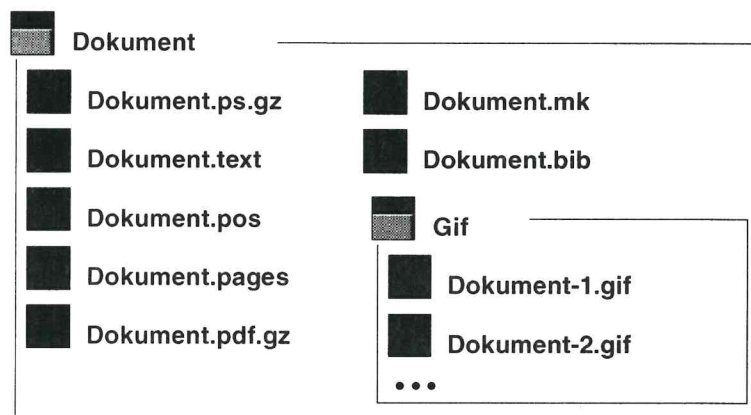 Dokument
Dokument.ps.gz
Dokument.text
Dokument.pos
Dokument.pages
Dokument.pdf.gz
Dokument.mk
Dokument.bib
Gif
Dokument-1.gif
Dokument-2.gif
...